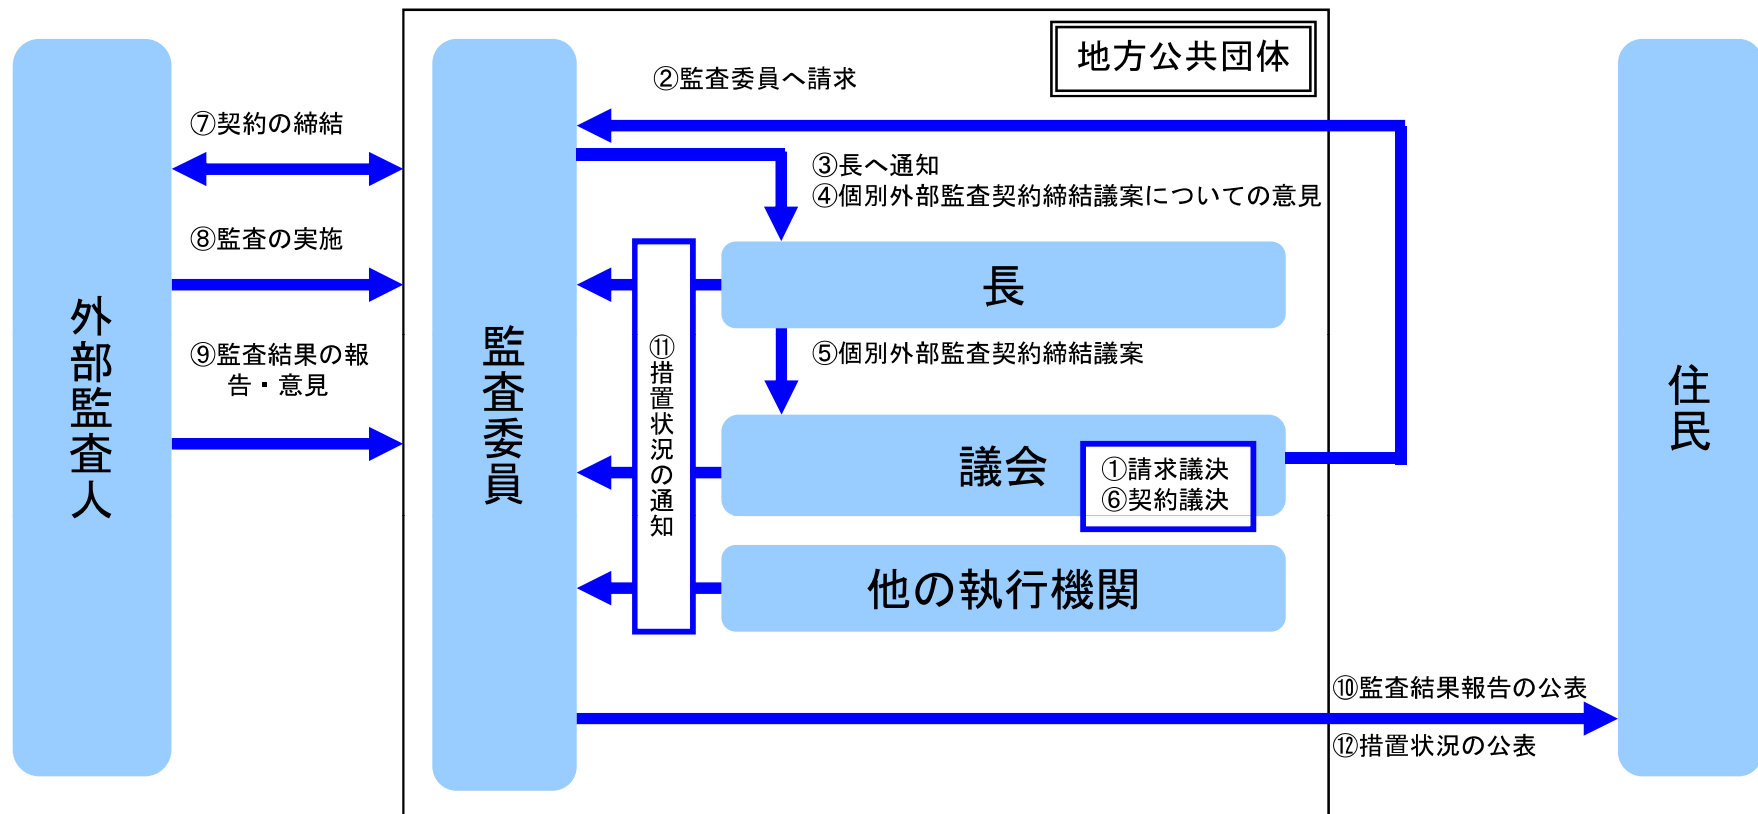 地方公共団体
②監査委員へ請求
⑦契約の締結
③長へ通知
④個別外部監査契約締結議案についての意見
⑧監査の実施
長
外部監査人
監査委員
⑨監査結果の報
告・意見
⑪措置状況の通知
⑤個別外部監査契約締結議案
住民
議会
①請求議決
⑥契約議決
他の執行機関
⑩監査結果報告の公表
⑫措置状況の公表